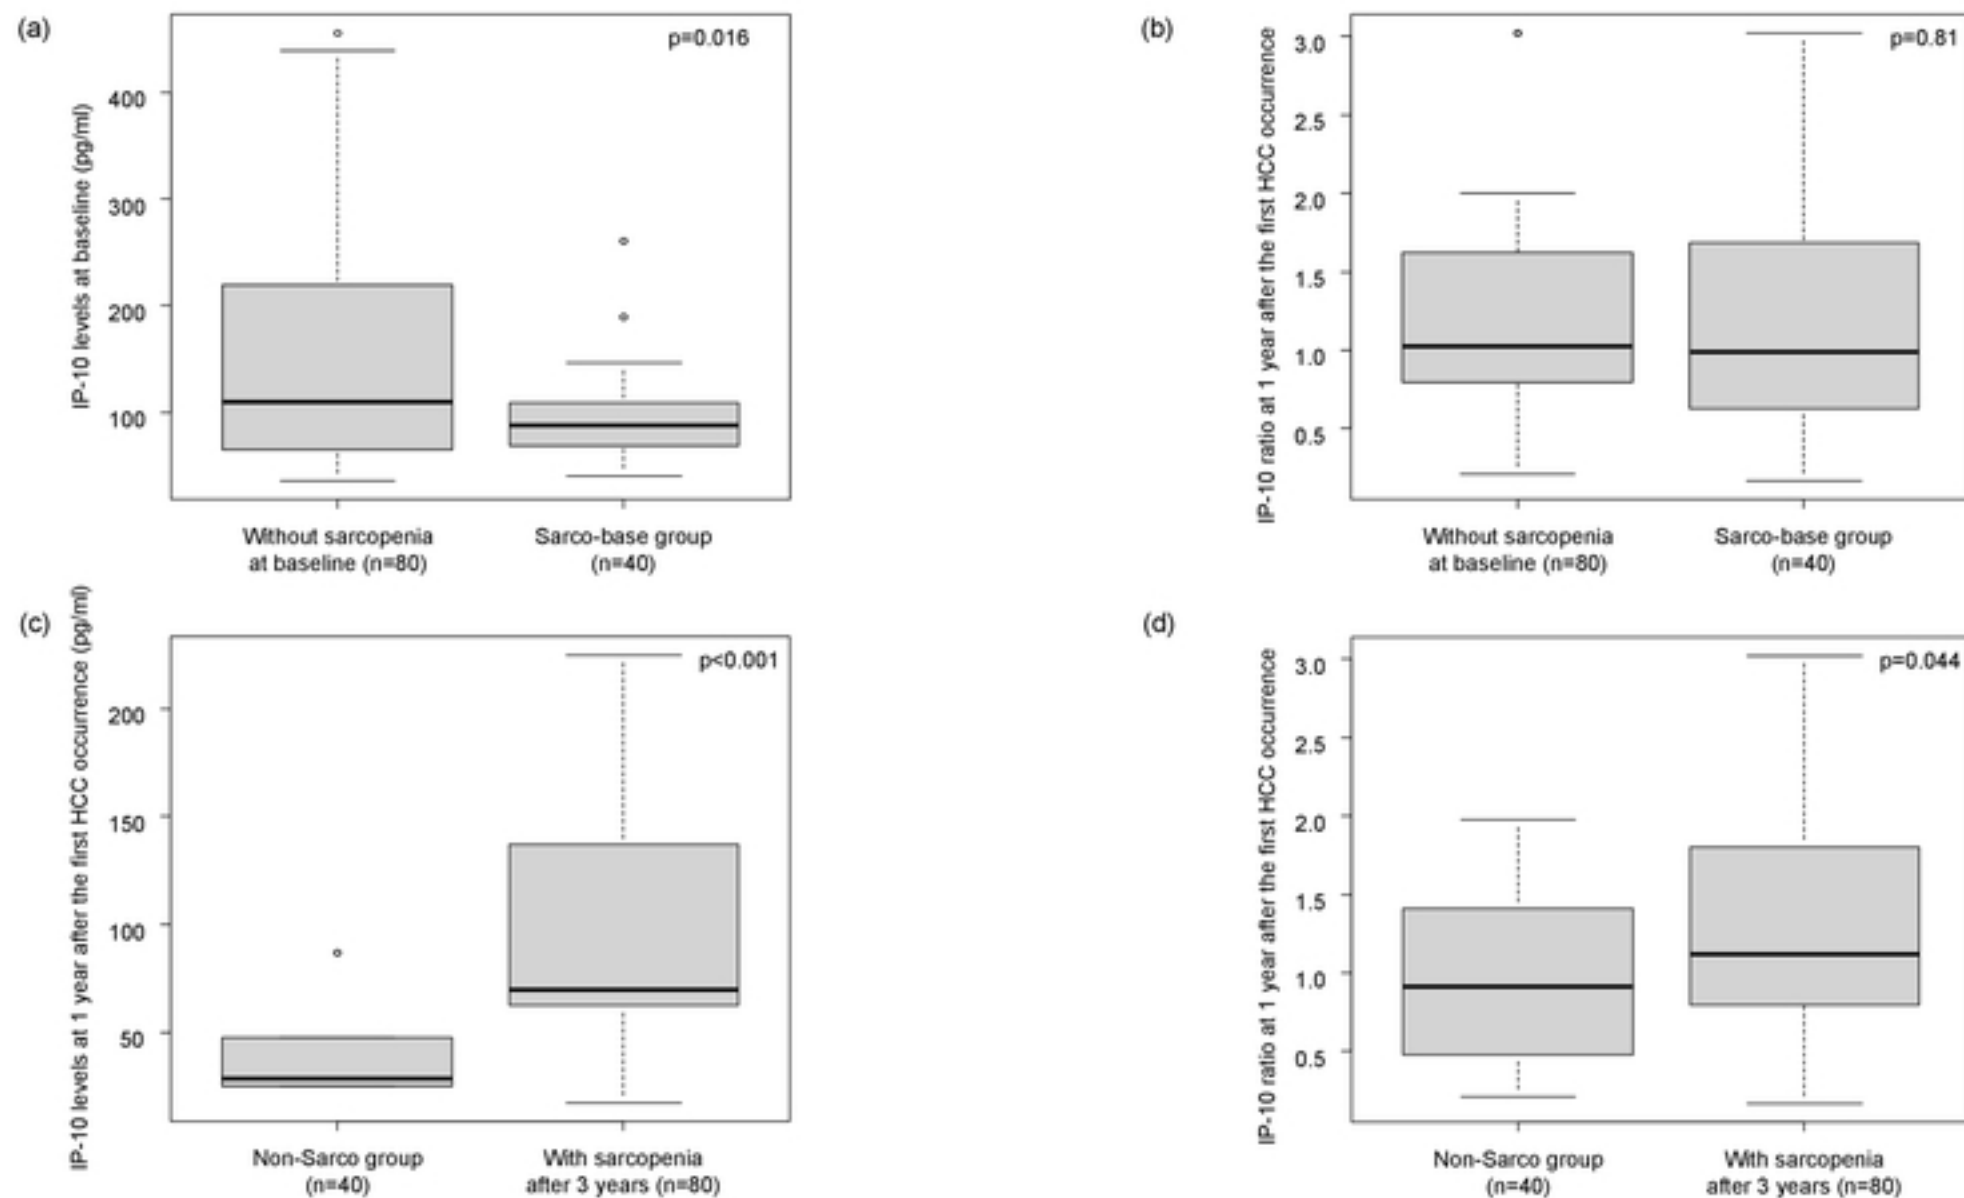 (a)
p=0.016
IP-10 levels at baseline (pg/ml)
400
300
200
100
Without sarcopenia
at baseline (n=80)
Sarco-base group
(n=40)
(b)
p=0.81
IP-10 ratio at 1 year after the first HCC occurrence
3.0
2.5
2.0
1.5
1.0
0.5
Without sarcopenia
at baseline (n=80)
Sarco-base group
(n=40)
(c)
p<0.001
IP-10 levels at 1 year after the first HCC occurrence (pg/ml)
200
150
100
50
Non-Sarco group
(n=40)
With sarcopenia
after 3 years (n=80)
(d)
p=0.044
IP-10 ratio at 1 year after the first HCC occurrence
3.0
2.5
2.0
1.5
1.0
0.5
Non-Sarco group
(n=40)
With sarcopenia
after 3 years (n=80)